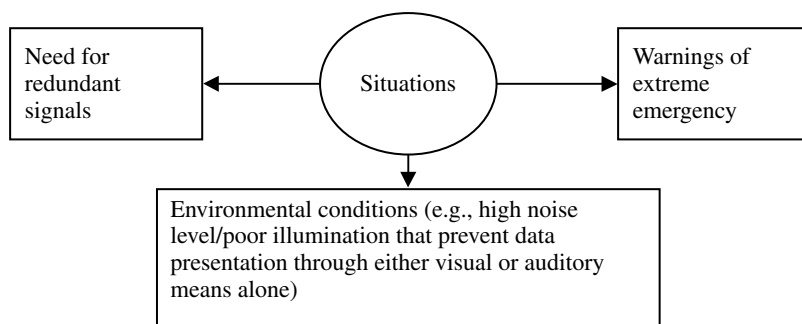 Need for
redundant
signals
Situations
Warnings of
extreme
emergency
Environmental conditions (e.g., high noise
level/poor illumination that prevent data
presentation through either visual or auditory
means alone)